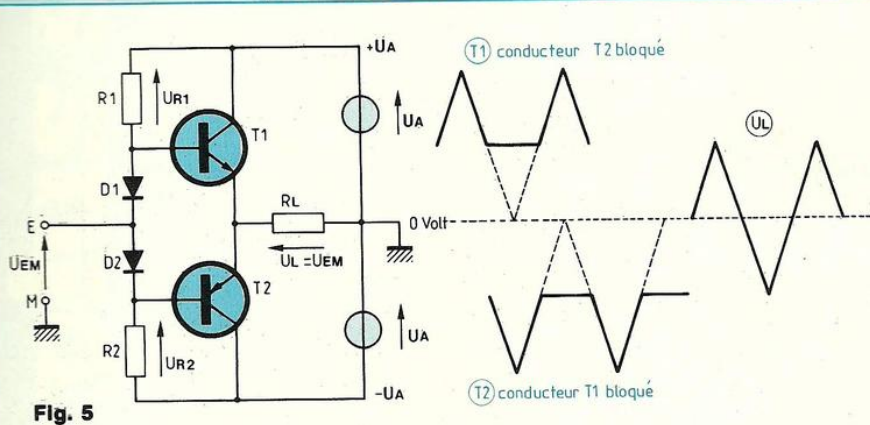 +UA
T1 conducteur T2 bloqué
R1
UR1
T1
UA
UL
D1
RL
E
0 Volt
D2
UL = UEM
UEM
T2
M
UA
R2
UR2
T2 conducteur T1 bloqué
-UA
Fig. 5